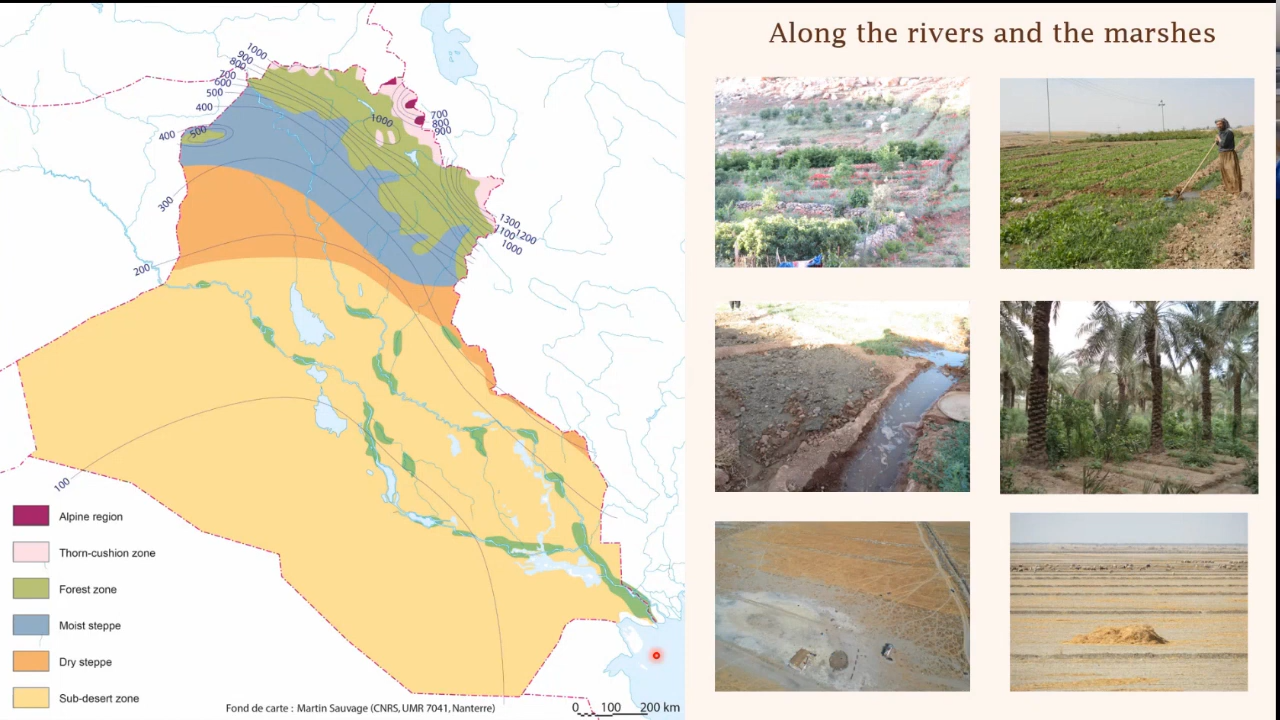 Along the rivers and the marshes
1000
900
800
700
600
500
400
400
500
300
200
100
1000
700
800
900
1300
1200
1100
1000
Alpine region
Thorn-cushion zone
Forest zone
Moist steppe
Dry steppe
Sub-desert zone
Fond de carte : Martin Sauvage (CNRS, UMR 7041, Nanterre)
0 100 200 km